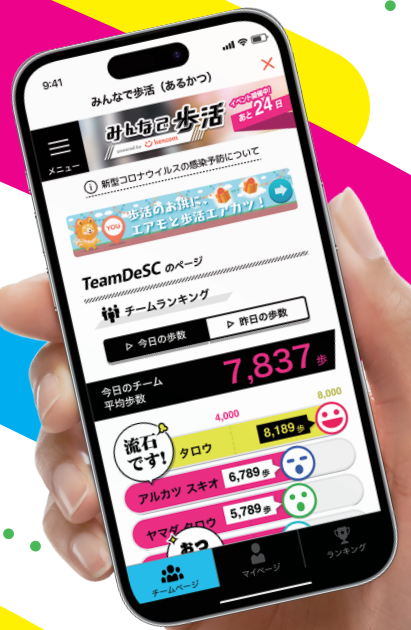 9:41
みんなで歩活（あるかつ）
メニュー
みんなで歩活
powered by kencom
イベント開催中!
あと24日
新型コロナウイルスの感染予防について
YOU
歩活のお供に、
エアモと歩活エアカツ！
TeamDeSC のページ
チームランキング
今日の歩数
昨日の歩数
今日のチーム
平均歩数
7,837 歩
4,000
8,000
流石
です!
タロウ
8,189 歩
アルカツ スキオ
6,789 歩
ヤマダ タロウ
5,789 歩
おつ
チームページ
マイページ
ランキング